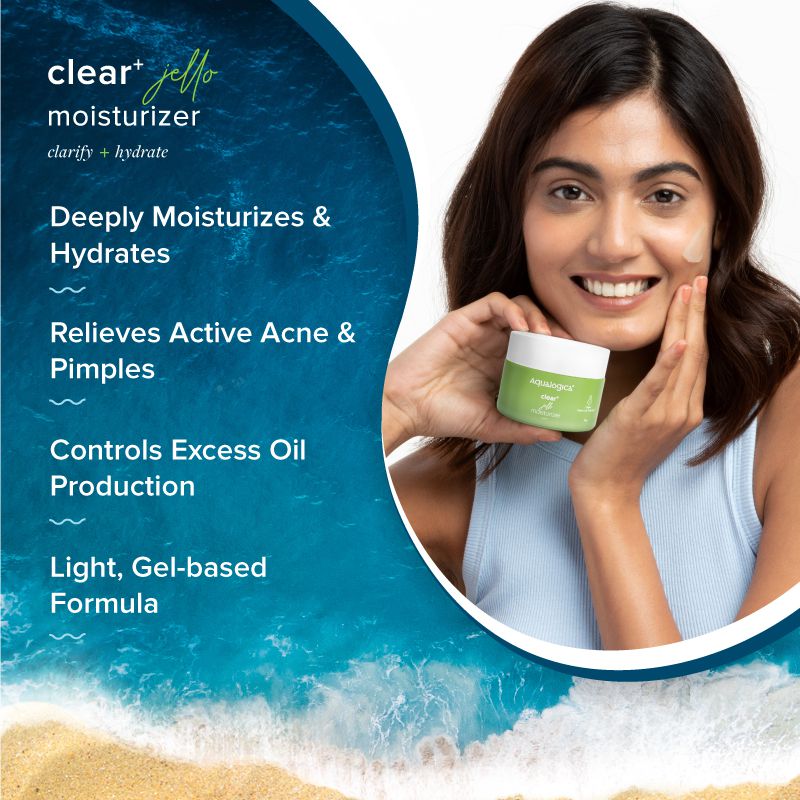 clear+ jello
moisturizer
clarify + hydrate
Deeply Moisturizes &
Hydrates
Relieves Active Acne &
Pimples
Controls Excess Oil
Production
Light, Gel-based
Formula
Aqualogica
clear+
jello
moisturizer